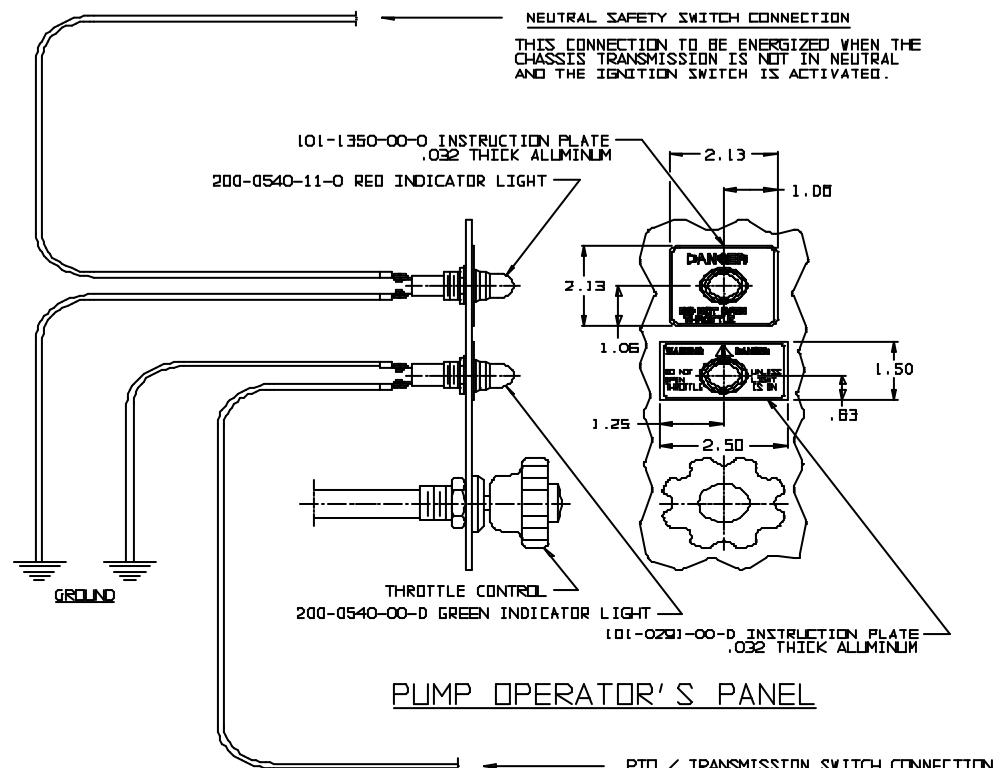 NEUTRAL SAFETY SWITCH CONNECTION
THIS CONNECTION TO BE ENERGIZED WHEN THE
CHASSIS TRANSMISSION IS NOT IN NEUTRAL
AND THE IGNITION SWITCH IS ACTIVATED.
101-1350-00-0 INSTRUCTION PLATE
.032 THICK ALUMINUM
200-0540-11-0 RED INDICATOR LIGHT
2.13
1.08
DANGER
2.13
1.06
WARNING DANGER
DO NOT UNLESS
OPEN LIGHT
THROTTLE IS ON
1.50
.83
1.25
2.50
GROUND
THROTTLE CONTROL
200-0540-00-0 GREEN INDICATOR LIGHT
101-0291-00-0 INSTRUCTION PLATE
.032 THICK ALUMINUM
PUMP OPERATOR'S PANEL
PTO / TRANSMISSION SWITCH CONNECTION